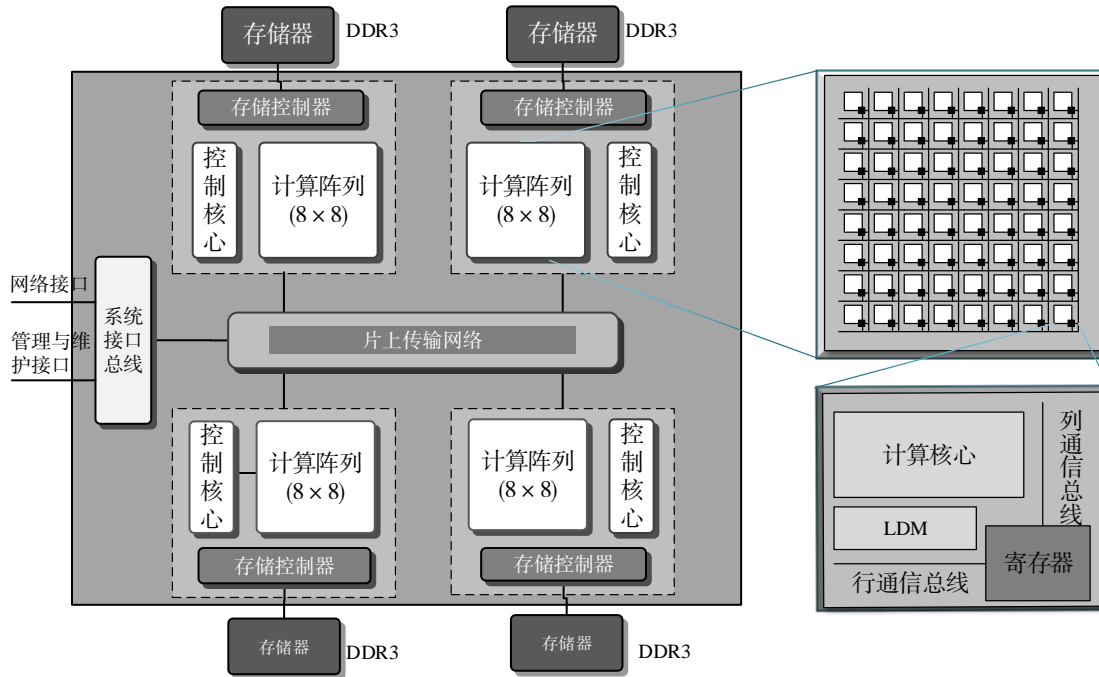 存储器
DDR3
存储器
DDR3
存储控制器
存储控制器
控
制
核
心
计算阵列
(8 × 8)
计算阵列
(8 × 8)
控
制
核
心
网络接口
管理与维
护接口
系统
接口
总线
片上传输网络
控
制
核
心
计算阵列
(8 × 8)
计算阵列
(8 × 8)
控
制
核
心
存储控制器
存储控制器
存储器
DDR3
存储器
DDR3
计算核心
列
通
信
总
线
LDM
寄存器
行通信总线